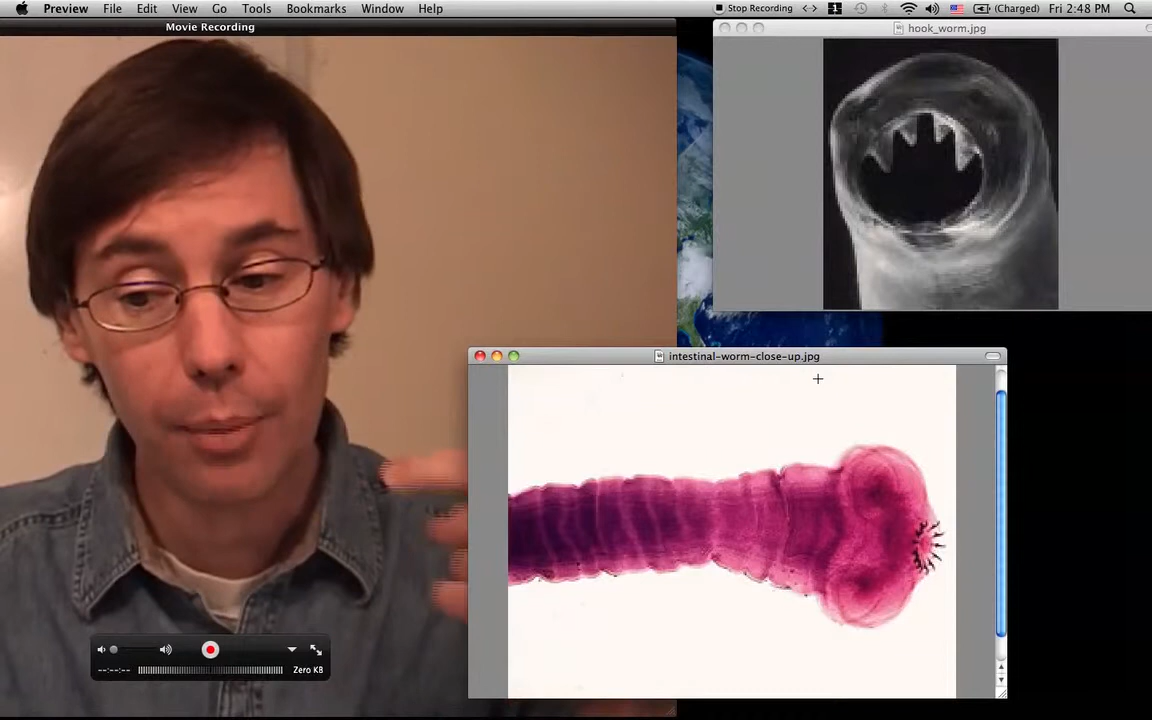 Preview File Edit View Go Tools Bookmarks Window Help Stop Recording 1 (Charged) Fri 2:48 PM
Movie Recording
hook_worm.jpg
intestinal-worm-close-up.jpg
--:--:-- Zero KB